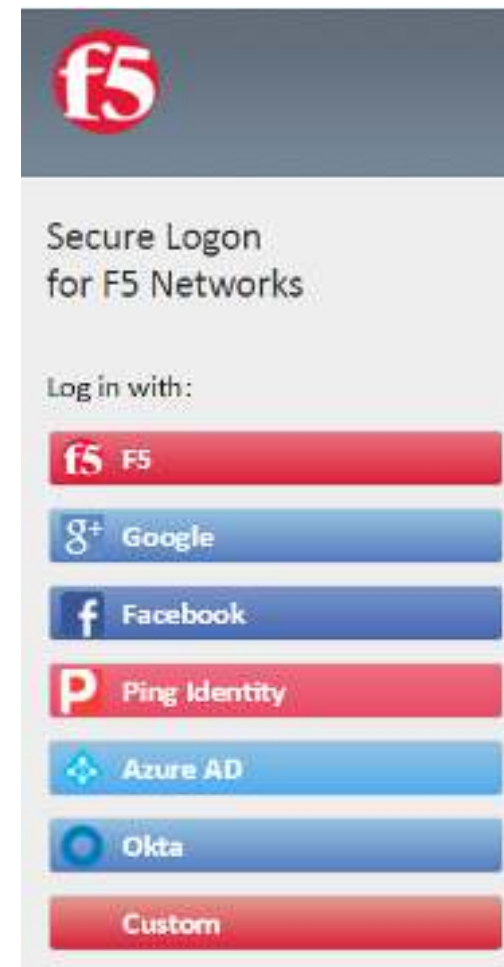 f5
Secure Logon
for F5 Networks
Log in with:
f5 F5
g+ Google
f Facebook
P Ping Identity
Azure AD
Okta
Custom